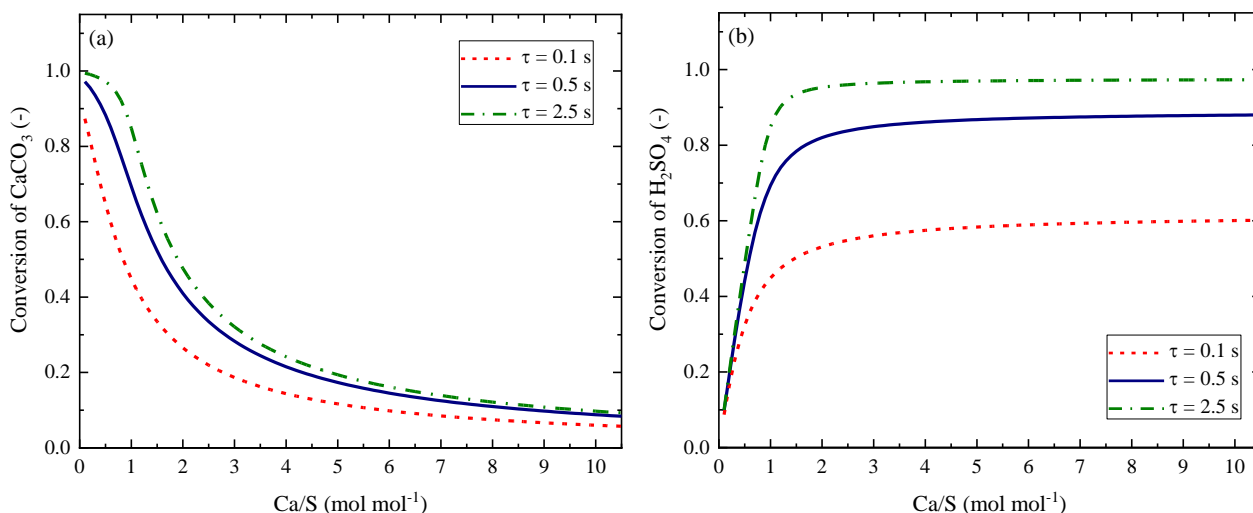 (a)
τ = 0.1 s
τ = 0.5 s
τ = 2.5 s
Conversion of CaCO₃ (-)
1.0
0.8
0.6
0.4
0.2
0.0
0 1 2 3 4 5 6 7 8 9 10
Ca/S (mol mol⁻¹)
(b)
Conversion of H₂SO₄ (-)
1.0
0.8
0.6
0.4
0.2
0.0
τ = 0.1 s
τ = 0.5 s
τ = 2.5 s
0 1 2 3 4 5 6 7 8 9 10
Ca/S (mol mol⁻¹)